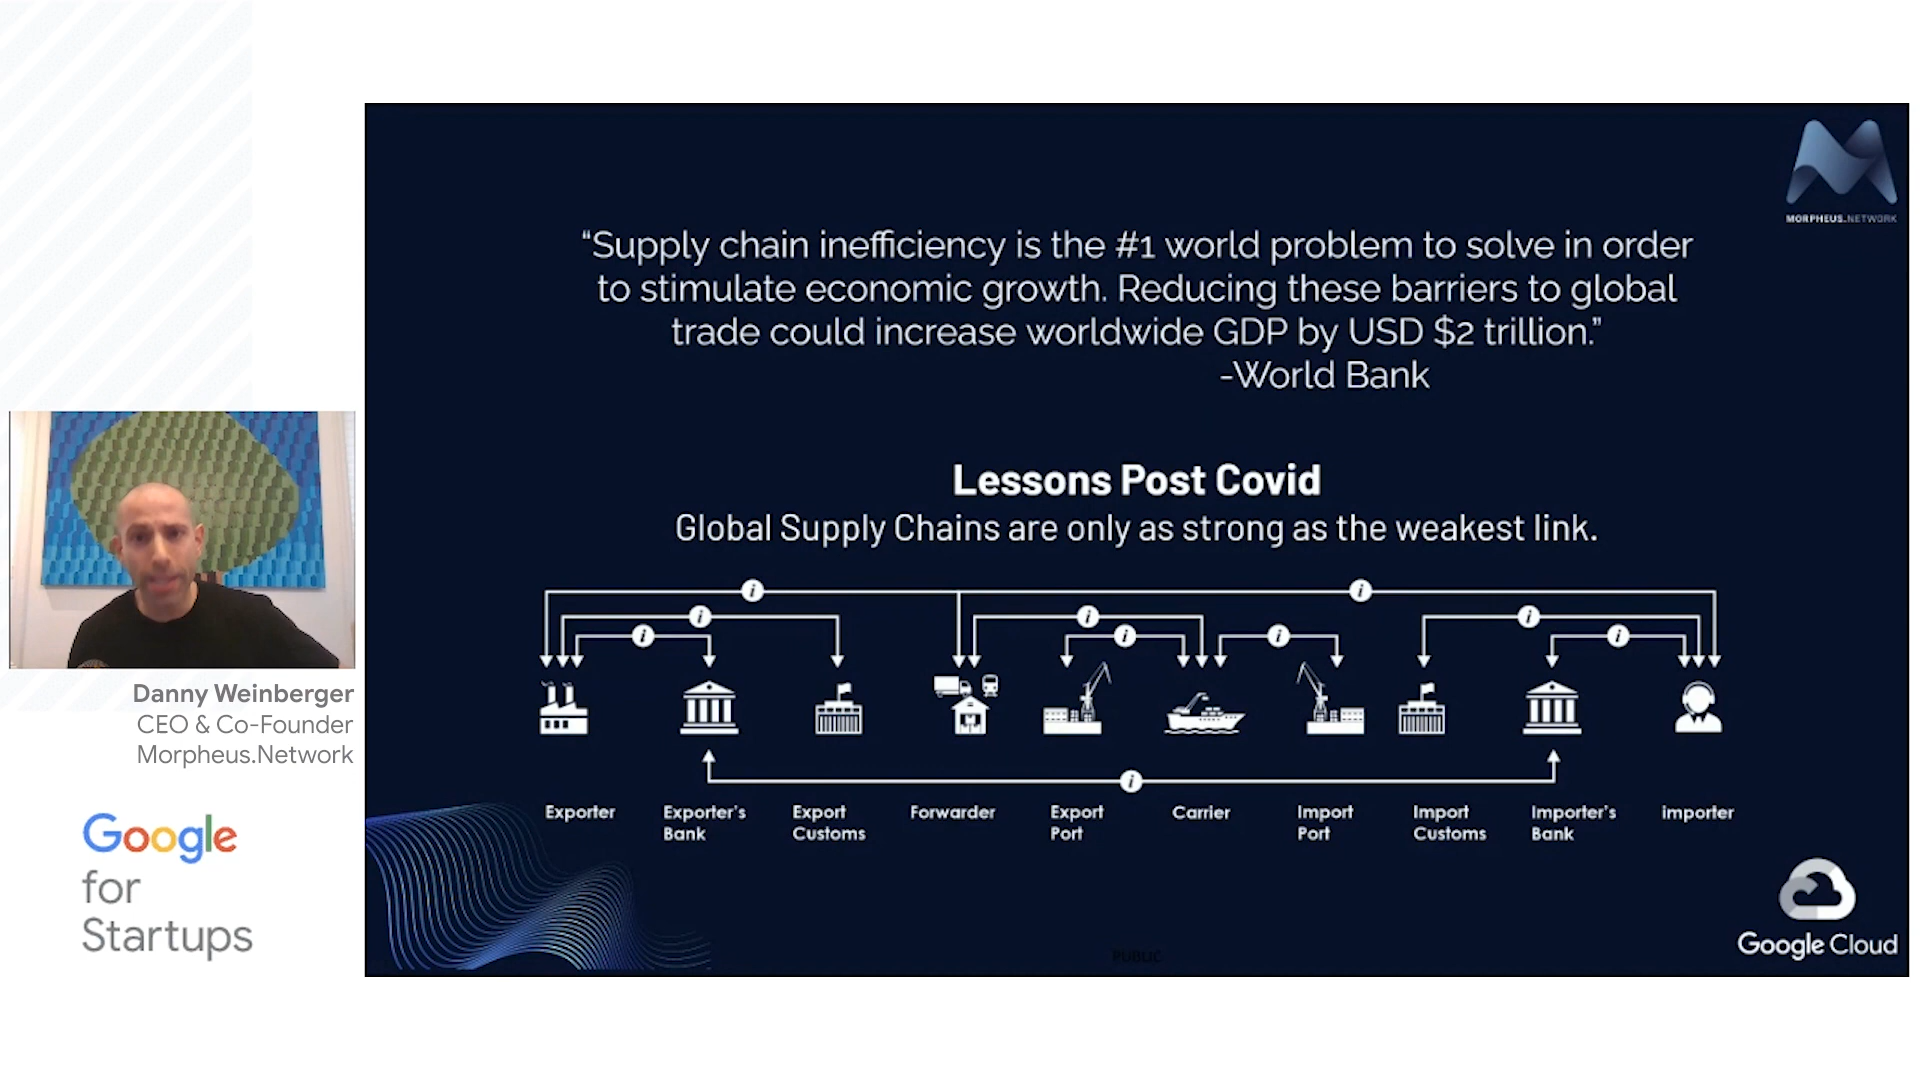 MORPHEUS.NETWORK
“Supply chain inefficiency is the #1 world problem to solve in order
to stimulate economic growth. Reducing these barriers to global
trade could increase worldwide GDP by USD $2 trillion.”
-World Bank
Lessons Post Covid
Global Supply Chains are only as strong as the weakest link.
i
i
i
i
i
i
i
i
i
i
Exporter
Exporter's
Bank
Export
Customs
Forwarder
Export
Port
Carrier
Import
Port
Import
Customs
Importer's
Bank
importer
Google Cloud
PUBLIC
Danny Weinberger
CEO & Co-Founder
Morpheus.Network
Google
for
Startups